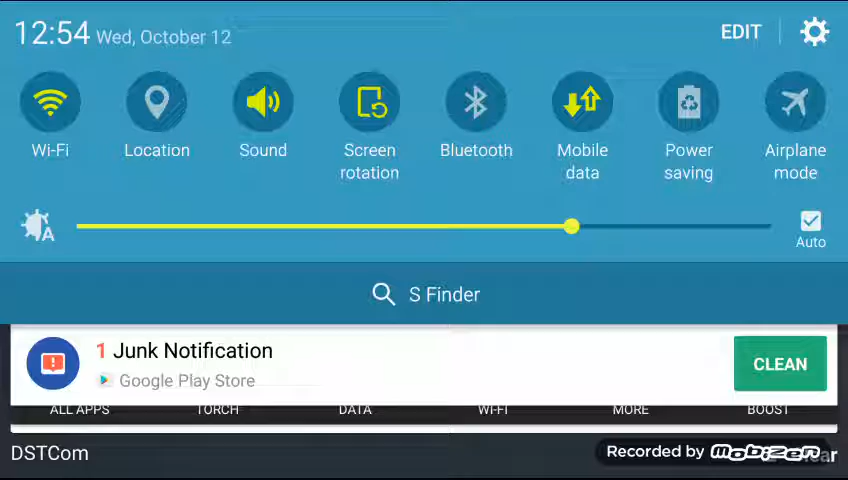 12:54 Wed, October 12 EDIT
Wi-Fi Location Sound Screen rotation Bluetooth Mobile data Power saving Airplane mode
A Auto
S Finder
1 Junk Notification
Google Play Store
CLEAN
ALL APPS TORCH DATA WI-FI MORE BOOST
DSTCom
Recorded by MOBIZEN